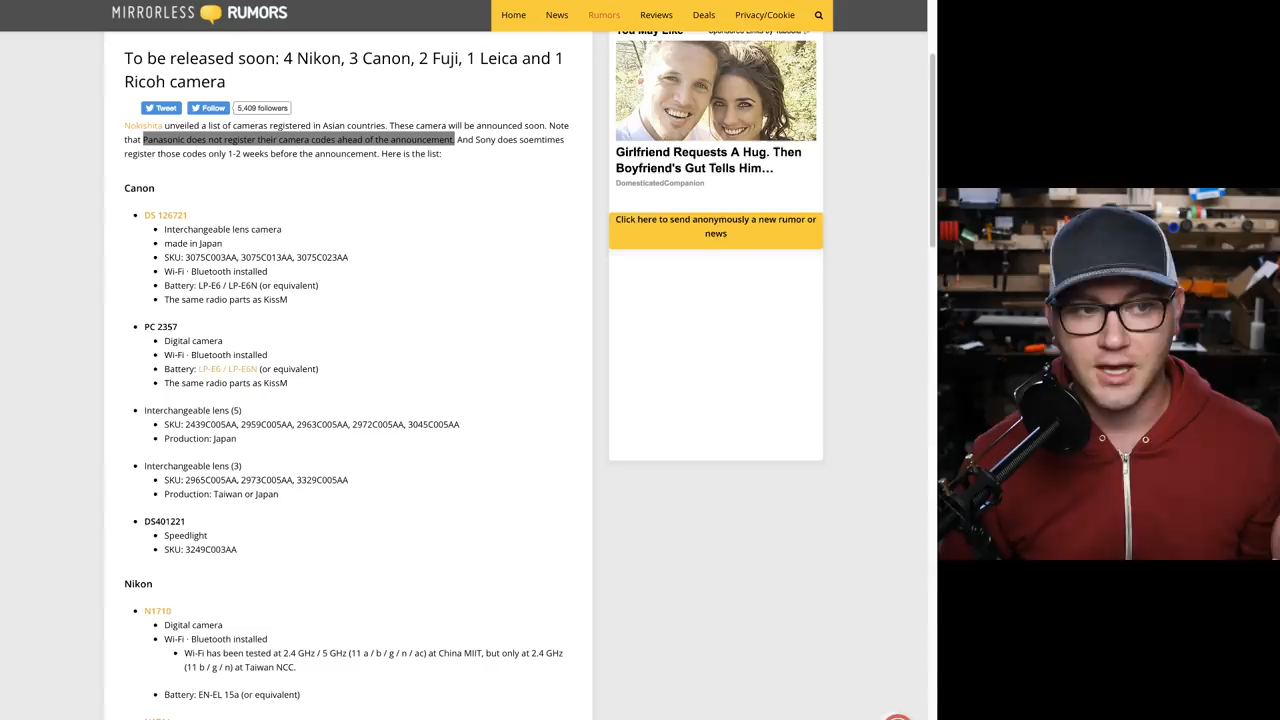 MIRRORLESS RUMORS
Home News Rumors Reviews Deals Privacy/Cookie
To be released soon: 4 Nikon, 3 Canon, 2 Fuji, 1 Leica and 1
Ricoh camera
Tweet Follow 5,409 followers
Nokishita unveiled a list of cameras registered in Asian countries. These camera will be announced soon. Note
that Panasonic does not register their camera codes ahead of the announcement. And Sony does soemtimes
register those codes only 1-2 weeks before the announcement. Here is the list:
Canon
DS 126721
Interchangeable lens camera
made in Japan
SKU: 3075C003AA, 3075C013AA, 3075C023AA
Wi-Fi · Bluetooth installed
Battery: LP-E6 / LP-E6N (or equivalent)
The same radio parts as KissM
PC 2357
Digital camera
Wi-Fi · Bluetooth installed
Battery: LP-E6 / LP-E6N (or equivalent)
The same radio parts as KissM
Interchangeable lens (5)
SKU: 2439C005AA, 2959C005AA, 2963C005AA, 2972C005AA, 3045C005AA
Production: Japan
Interchangeable lens (3)
SKU: 2965C005AA, 2973C005AA, 3329C005AA
Production: Taiwan or Japan
DS401221
Speedlight
SKU: 3249C003AA
Nikon
N1710
Digital camera
Wi-Fi · Bluetooth installed
Wi-Fi has been tested at 2.4 GHz / 5 GHz (11 a / b / g / n / ac) at China MIIT, but only at 2.4 GHz
(11 b / g / n) at Taiwan NCC.
Battery: EN-EL 15a (or equivalent)
You May Like Sponsored Links by Taboola
Girlfriend Requests A Hug. Then
Boyfriend's Gut Tells Him…
DomesticatedCompanion
Click here to send anonymously a new rumor or
news